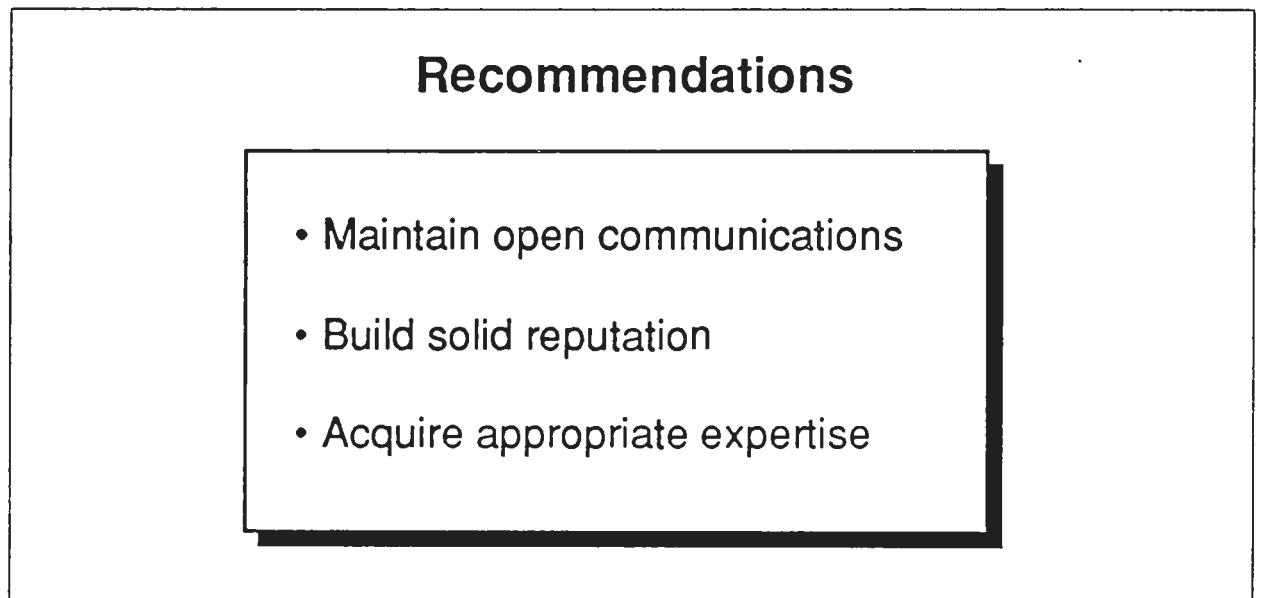 Recommendations
• Maintain open communications
• Build solid reputation
• Acquire appropriate expertise